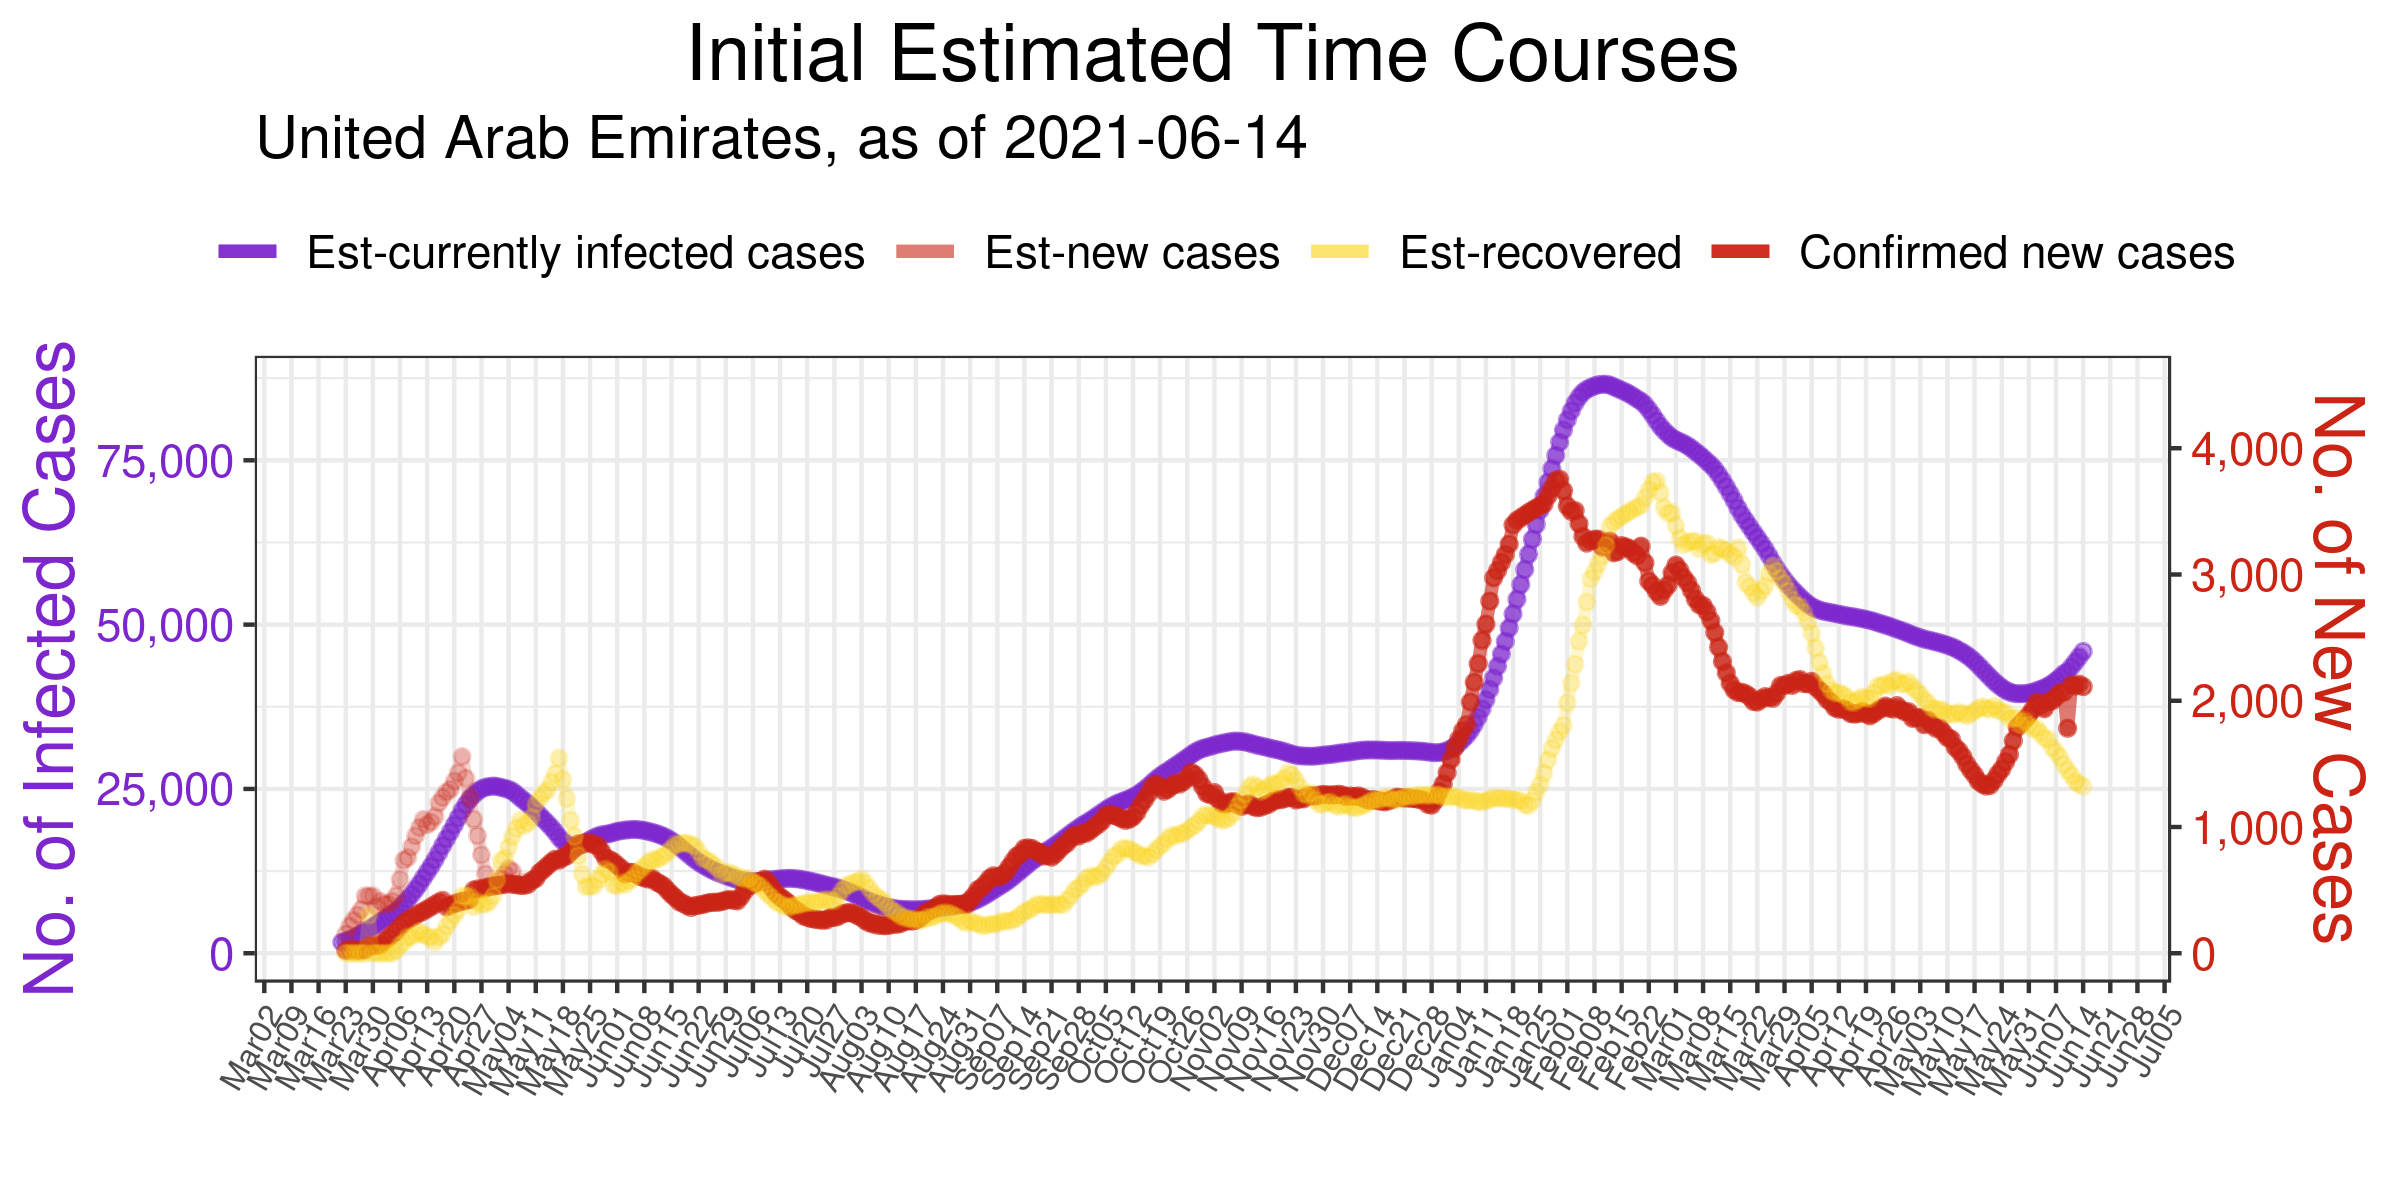 Initial Estimated Time Courses
United Arab Emirates, as of 2021-06-14
Est-currently infected cases Est-new cases Est-recovered Confirmed new cases
No. of Infected Cases
75,000
50,000
25,000
0
4,000
3,000
2,000
1,000
0
No. of New Cases
Mar02
Mar09
Mar16
Mar23
Mar30
Apr06
Apr13
Apr20
Apr27
May04
May11
May18
May25
Jun01
Jun08
Jun15
Jun22
Jun29
Jul06
Jul13
Jul20
Jul27
Aug03
Aug10
Aug17
Aug24
Aug31
Sep07
Sep14
Sep21
Sep28
Oct05
Oct12
Oct19
Oct26
Nov02
Nov09
Nov16
Nov23
Nov30
Dec07
Dec14
Dec21
Dec28
Jan04
Jan11
Jan18
Jan25
Feb01
Feb08
Feb15
Feb22
Mar01
Mar08
Mar15
Mar22
Mar29
Apr05
Apr12
Apr19
Apr26
May03
May10
May17
May24
May31
Jun07
Jun14
Jun21
Jun28
Jul05